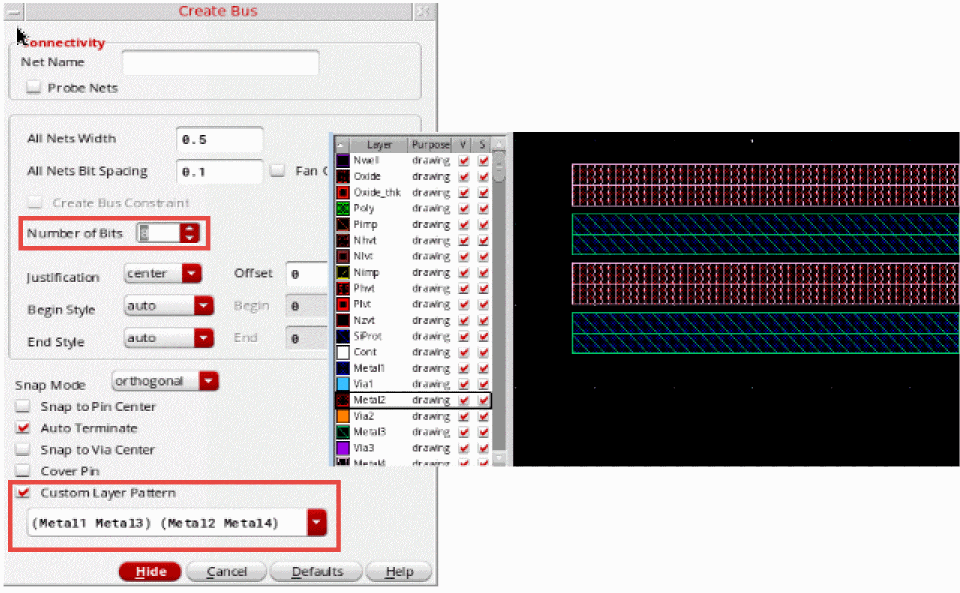 Create Bus
Connectivity
Net Name
Probe Nets
All Nets Width 0.5
All Nets Bit Spacing 0.1 Fan
Create Bus Constraint
Number of Bits
Justification center Offset 0
Begin Style auto Begin 0
End Style auto End 0
Snap Mode orthogonal
Snap to Pin Center
Auto Terminate
Snap to Via Center
Cover Pin
Custom Layer Pattern
(Metal1 Metal3) (Metal2 Metal4)
Hide Cancel Defaults Help
Layer Purpose V S
Nwell drawing
Oxide drawing
Oxide_thk drawing
Poly drawing
Pimp drawing
Nhvt drawing
Nlvt drawing
Nimp drawing
Phvt drawing
Plvt drawing
Nzvt drawing
SiProt drawing
Cont drawing
Metal1 drawing
Via1 drawing
Metal2 drawing
Via2 drawing
Metal3 drawing
Via3 drawing
Metal4 drawing